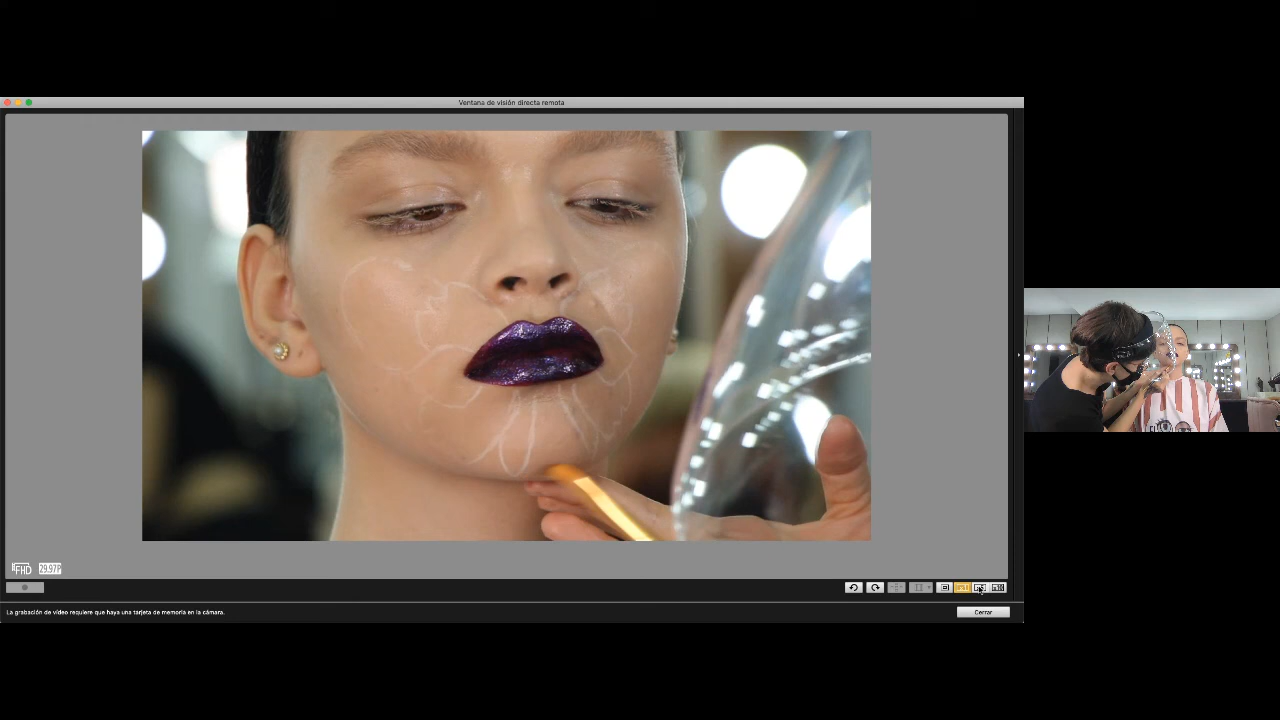 Ventana de visión directa remota
FHD 29.97P
La grabación de vídeo requiere que haya una tarjeta de memoria en la cámara.
Cerrar